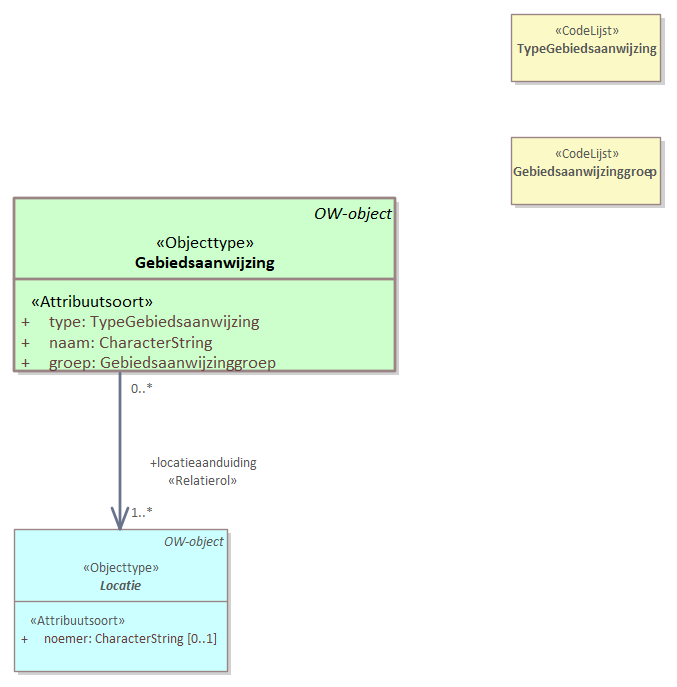 «CodeLijst»
TypeGebiedsaanwijzing
«CodeLijst»
Gebiedsaanwijzinggroep
OW-object
«Objecttype»
Gebiedsaanwijzing
«Attribuutsoort»
+ type: TypeGebiedsaanwijzing
+ naam: CharacterString
+ groep: Gebiedsaanwijzinggroep
0..*
+locatieaanduiding
«Relatierol»
1..*
OW-object
«Objecttype»
Locatie
«Attribuutsoort»
+ noemer: CharacterString [0..1]